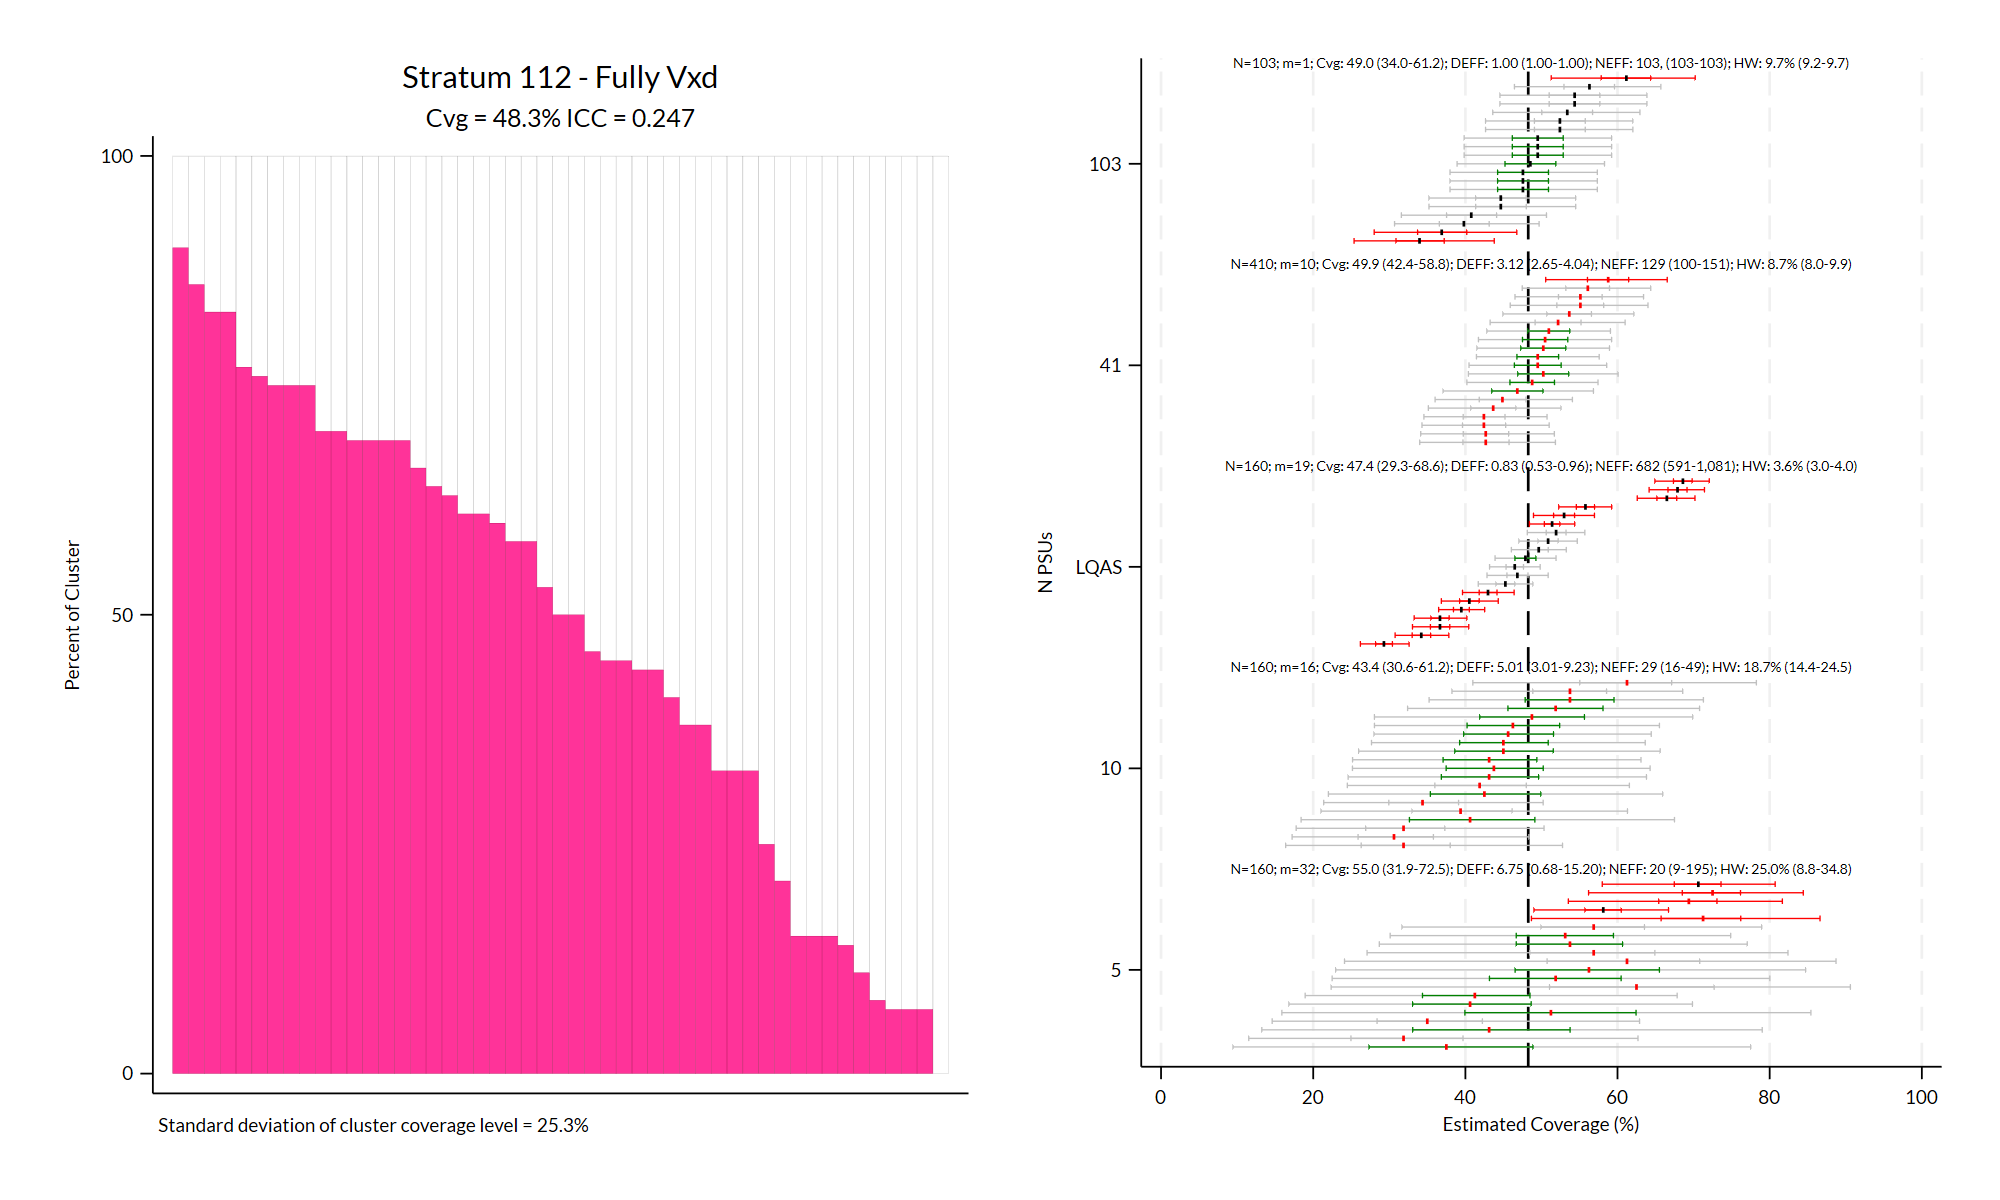 Stratum 112 - Fully Vxd
Cvg = 48.3% ICC = 0.247
Percent of Cluster
100
50
0
Standard deviation of cluster coverage level = 25.3%
N PSUs
N=103; m=1; Cvg: 49.0 (34.0-61.2); DEFF: 1.00 (1.00-1.00); NEFF: 103, (103-103); HW: 9.7% (9.2-9.7)
103
N=410; m=10; Cvg: 49.9 (42.4-58.8); DEFF: 3.12 (2.65-4.04); NEFF: 129 (100-151); HW: 8.7% (8.0-9.9)
41
N=160; m=19; Cvg: 47.4 (29.3-68.6); DEFF: 0.83 (0.53-0.96); NEFF: 682 (591-1,081); HW: 3.6% (3.0-4.0)
LQAS
N=160; m=16; Cvg: 43.4 (30.6-61.2); DEFF: 5.01 (3.01-9.23); NEFF: 29 (16-49); HW: 18.7% (14.4-24.5)
10
N=160; m=32; Cvg: 55.0 (31.9-72.5); DEFF: 6.75 (0.68-15.20); NEFF: 20 (9-195); HW: 25.0% (8.8-34.8)
5
0 20 40 60 80 100
Estimated Coverage (%)